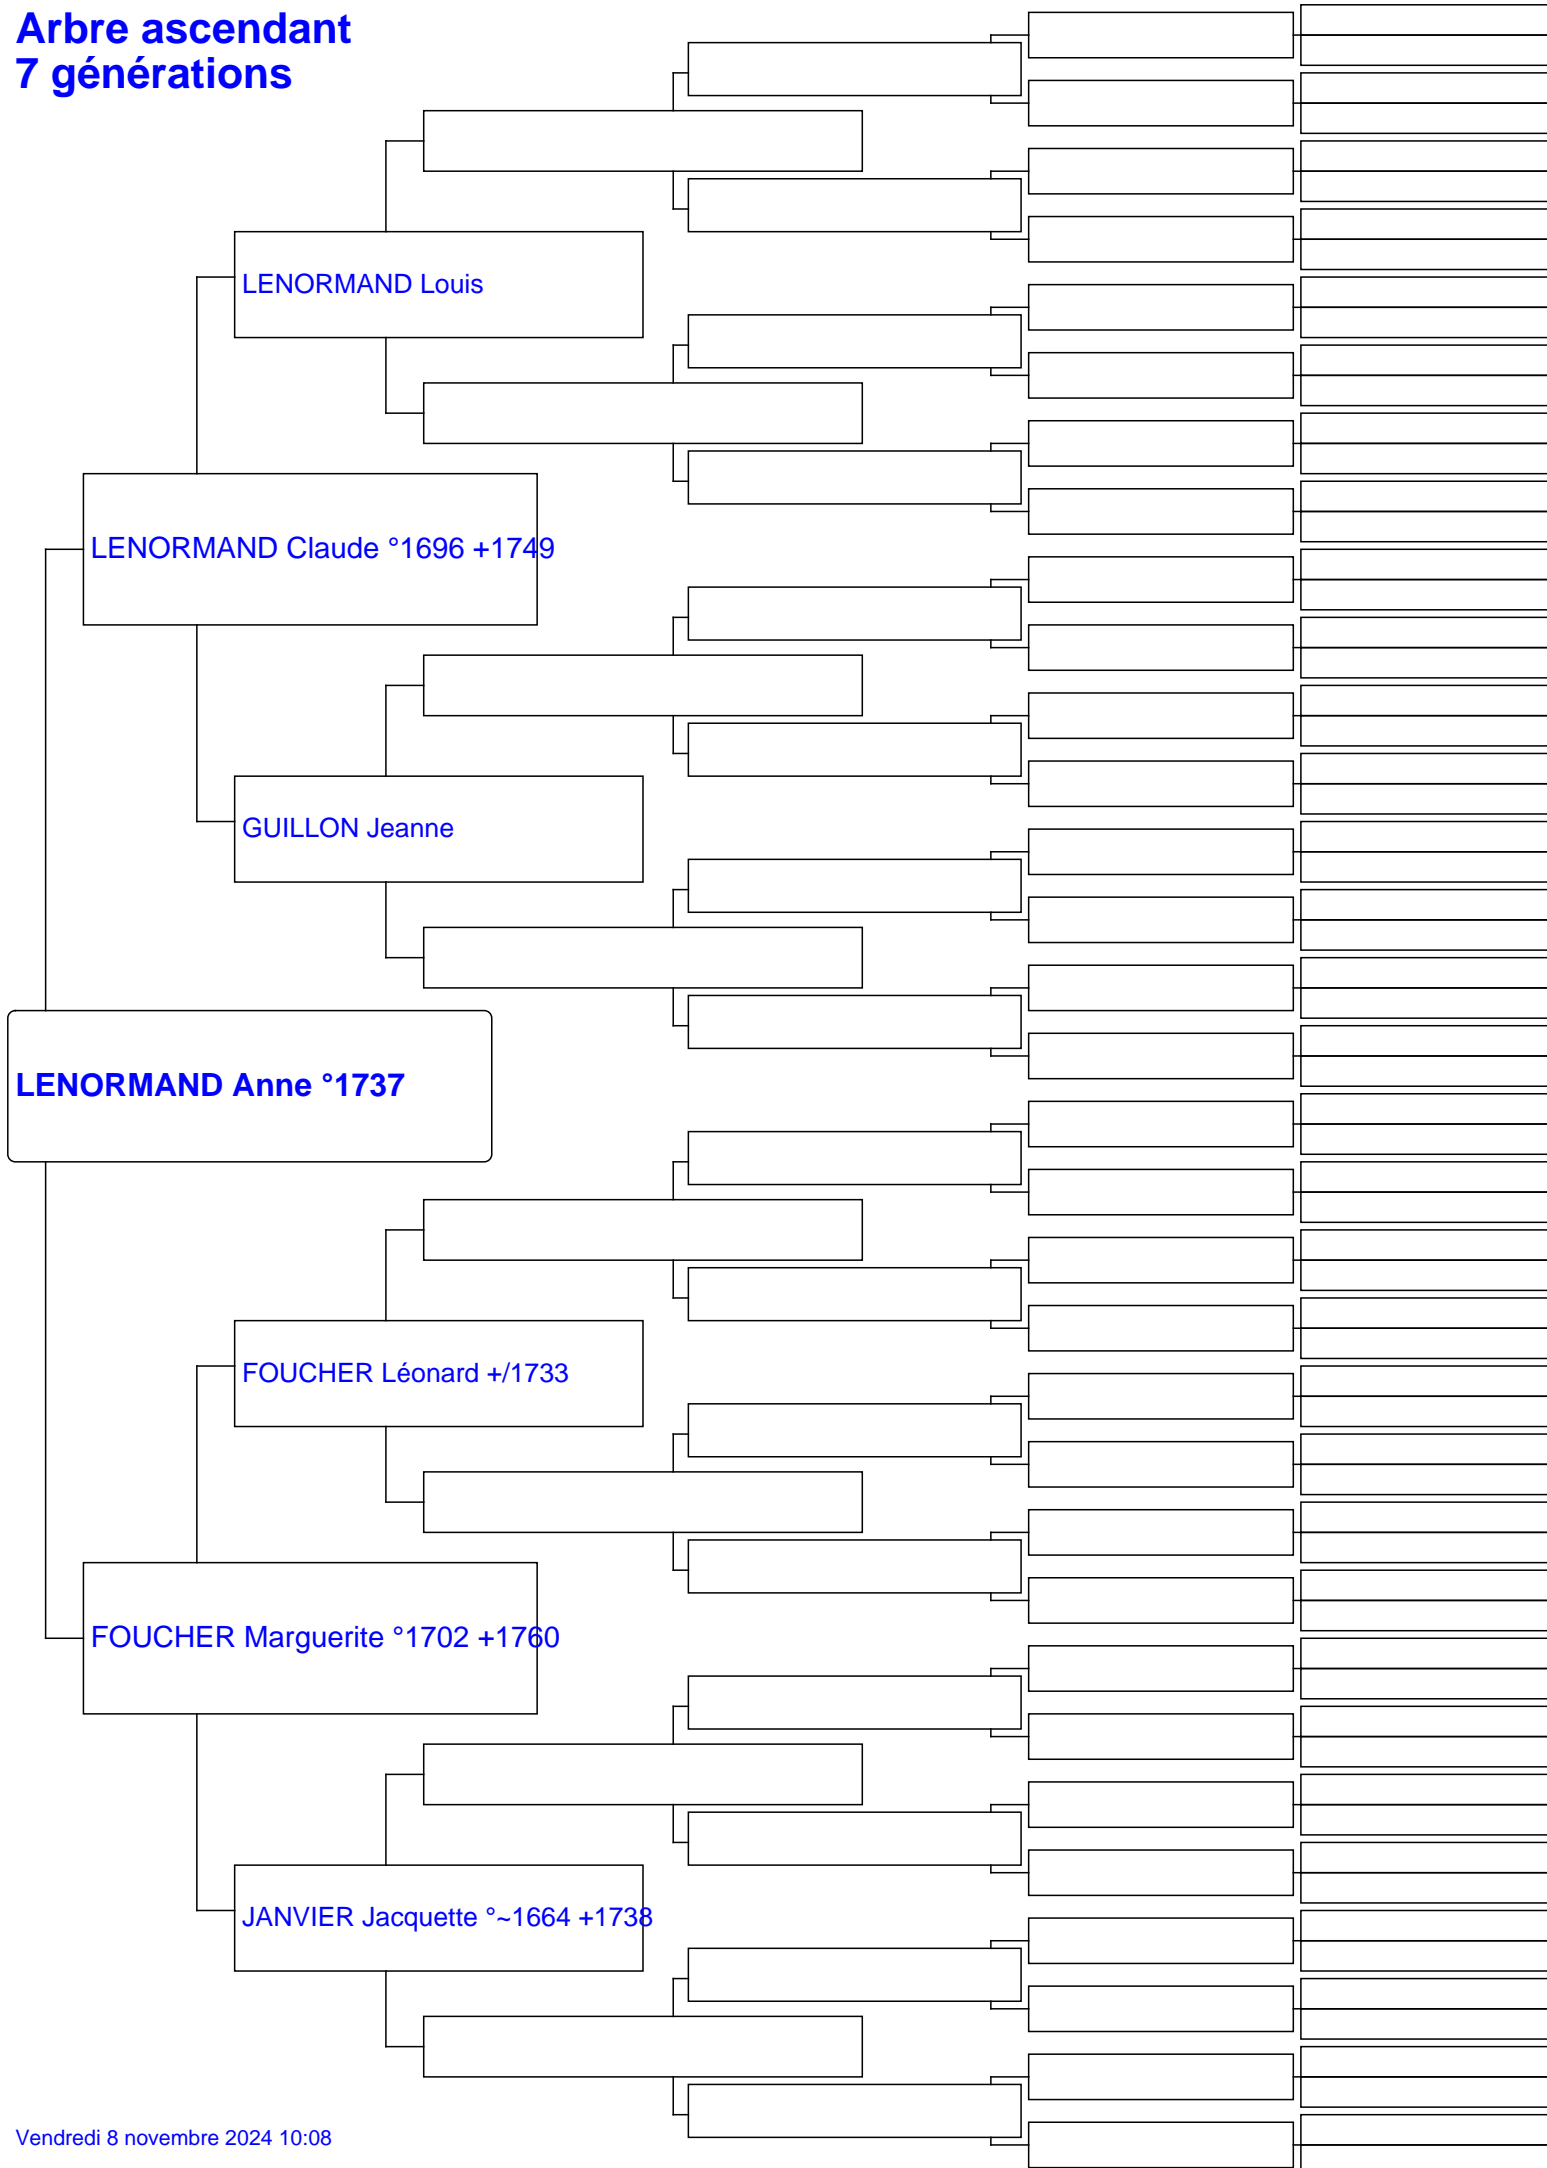 Arbre ascendant
7 générations
LENORMAND Louis
LENORMAND Claude °1696 +1749
GUILLON Jeanne
LENORMAND Anne °1737
FOUCHER Léonard +/1733
FOUCHER Marguerite °1702 +1760
JANVIER Jacquette °~1664 +1738
Vendredi 8 novembre 2024 10:08